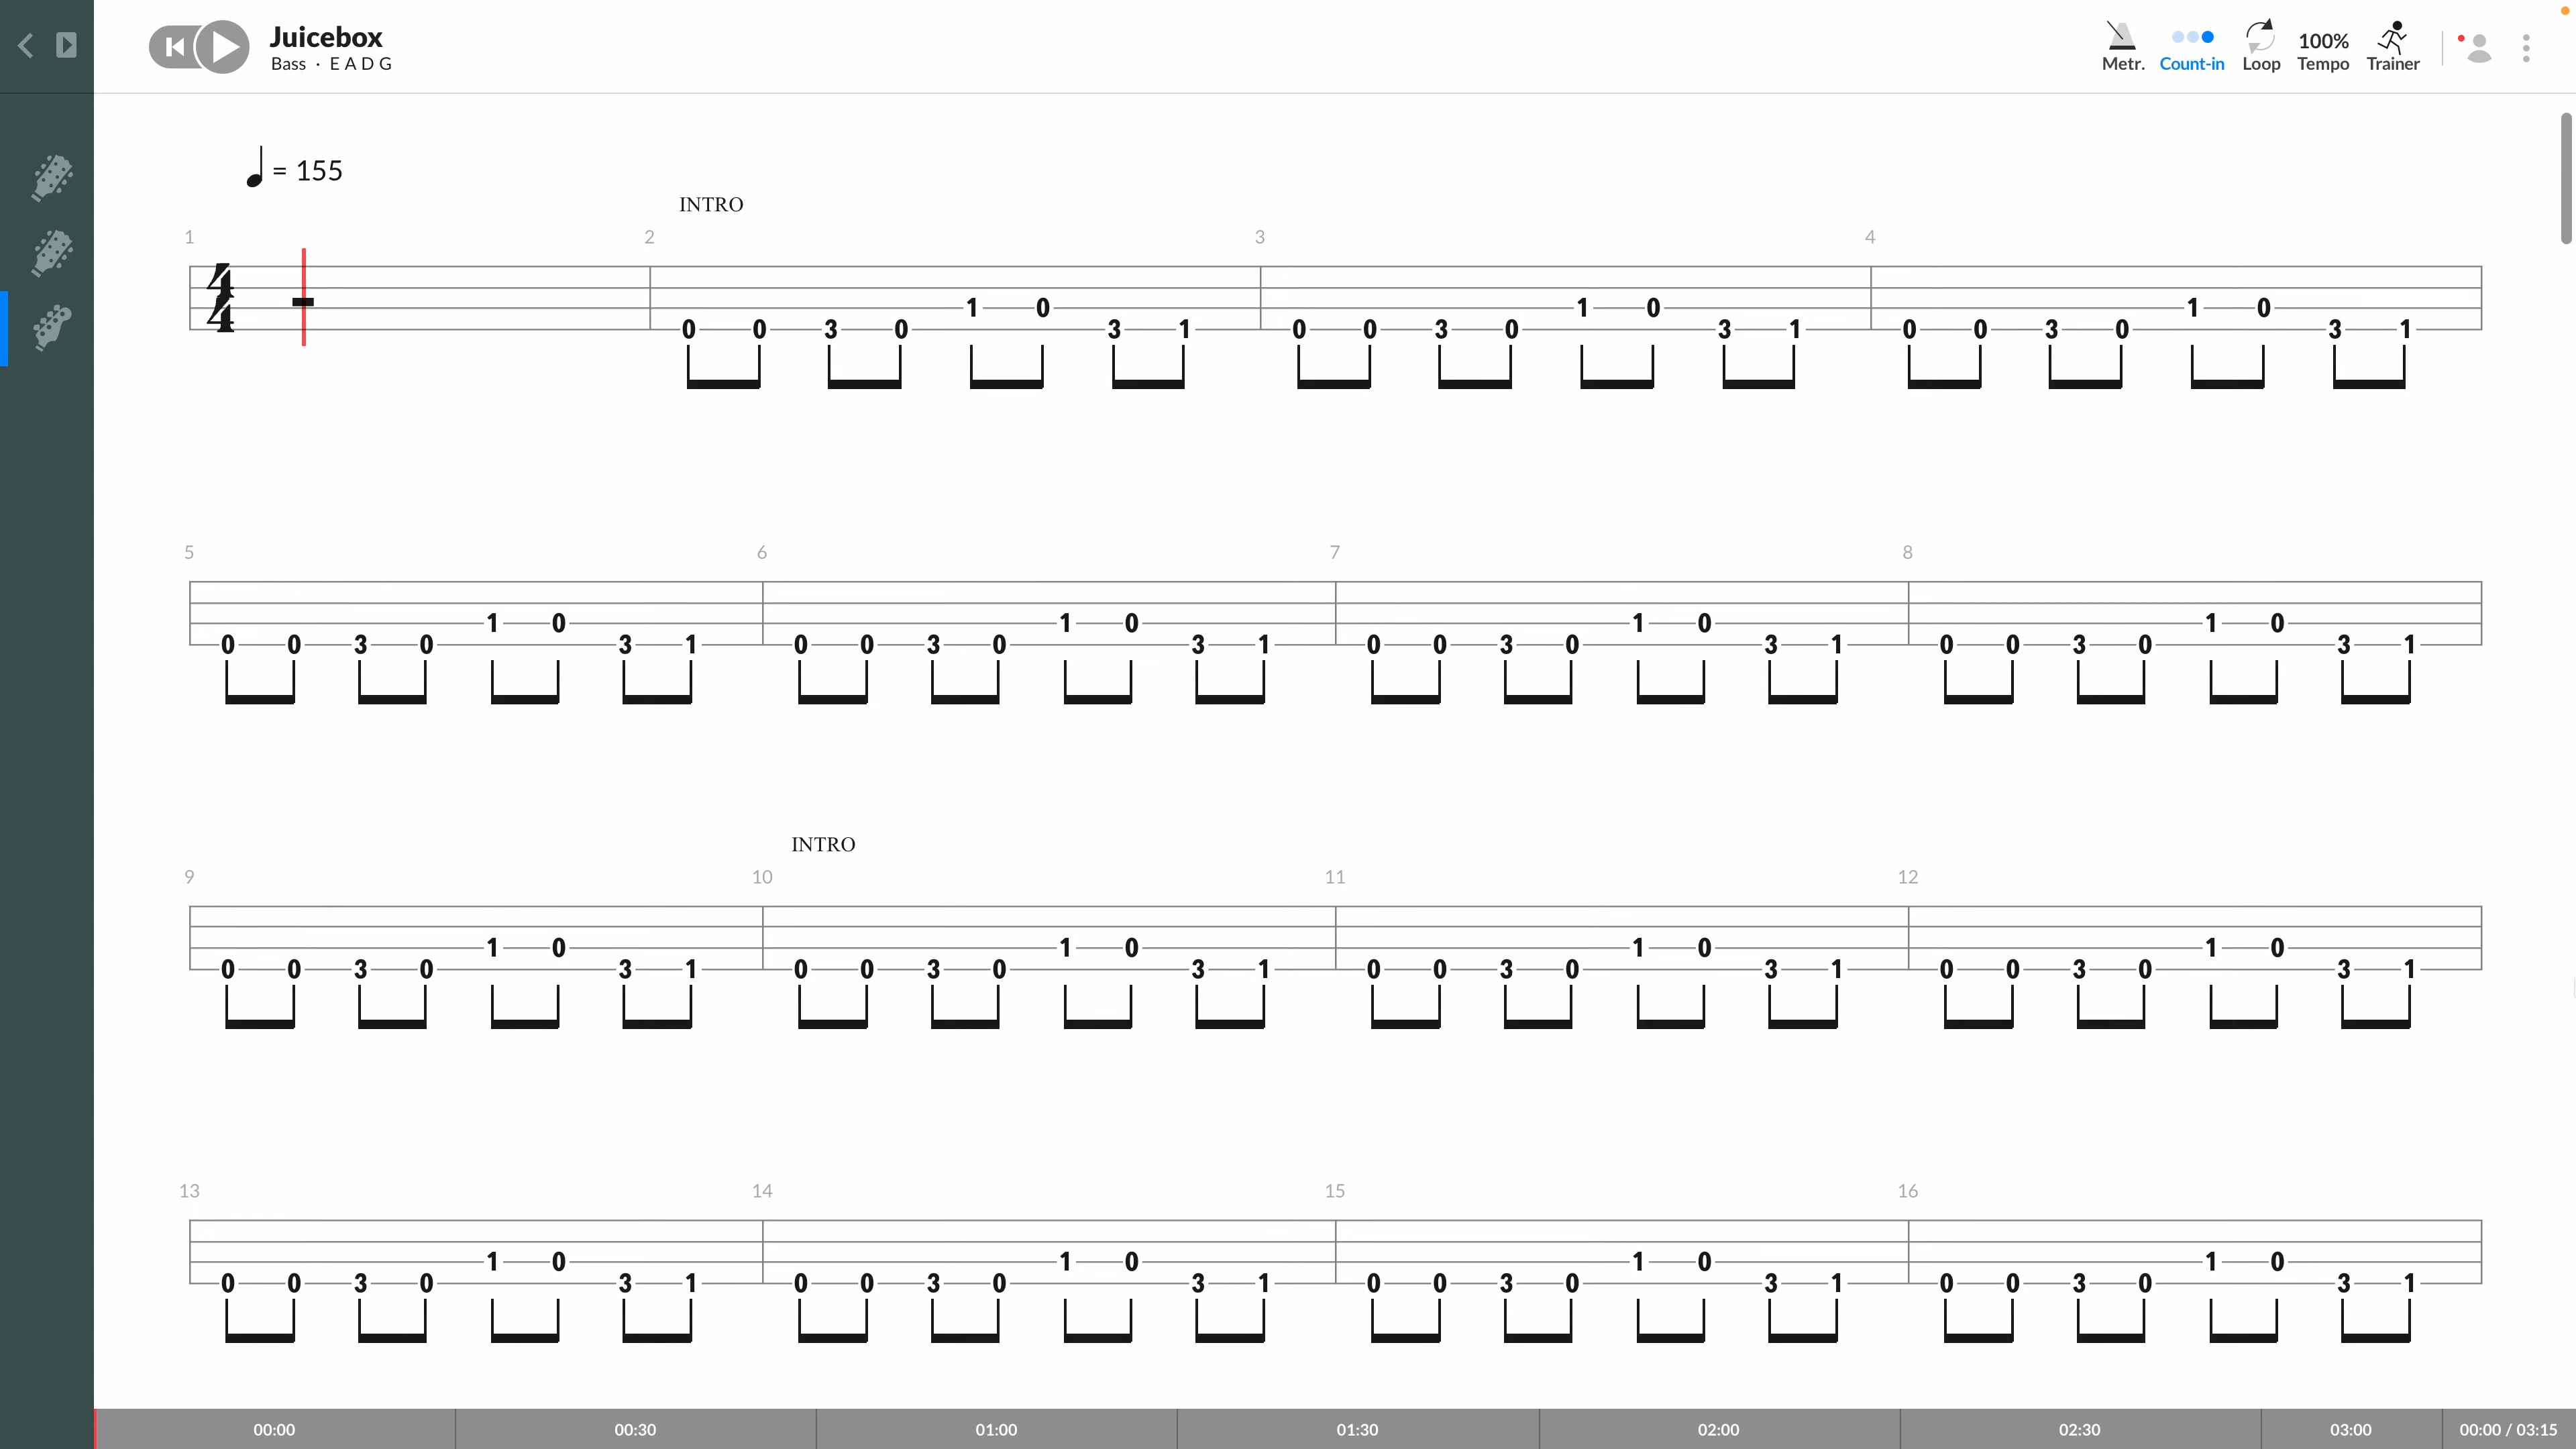 Juicebox
Bass · E A D G
Metr.
Count-in
Loop
100%
Tempo
Trainer
= 155
INTRO
1 2 3 4
4
4
1 0 1 0 1 0
0 0 3 0 3 1 0 0 3 0 3 1 0 0 3 0 3 1
5 6 7 8
1 0 1 0 1 0 1 0
0 0 3 0 3 1 0 0 3 0 3 1 0 0 3 0 3 1 0 0 3 0 3 1
INTRO
9 10 11 12
1 0 1 0 1 0 1 0
0 0 3 0 3 1 0 0 3 0 3 1 0 0 3 0 3 1 0 0 3 0 3 1
13 14 15 16
1 0 1 0 1 0 1 0
0 0 3 0 3 1 0 0 3 0 3 1 0 0 3 0 3 1 0 0 3 0 3 1
00:00 00:30 01:00 01:30 02:00 02:30 03:00 00:00 / 03:15